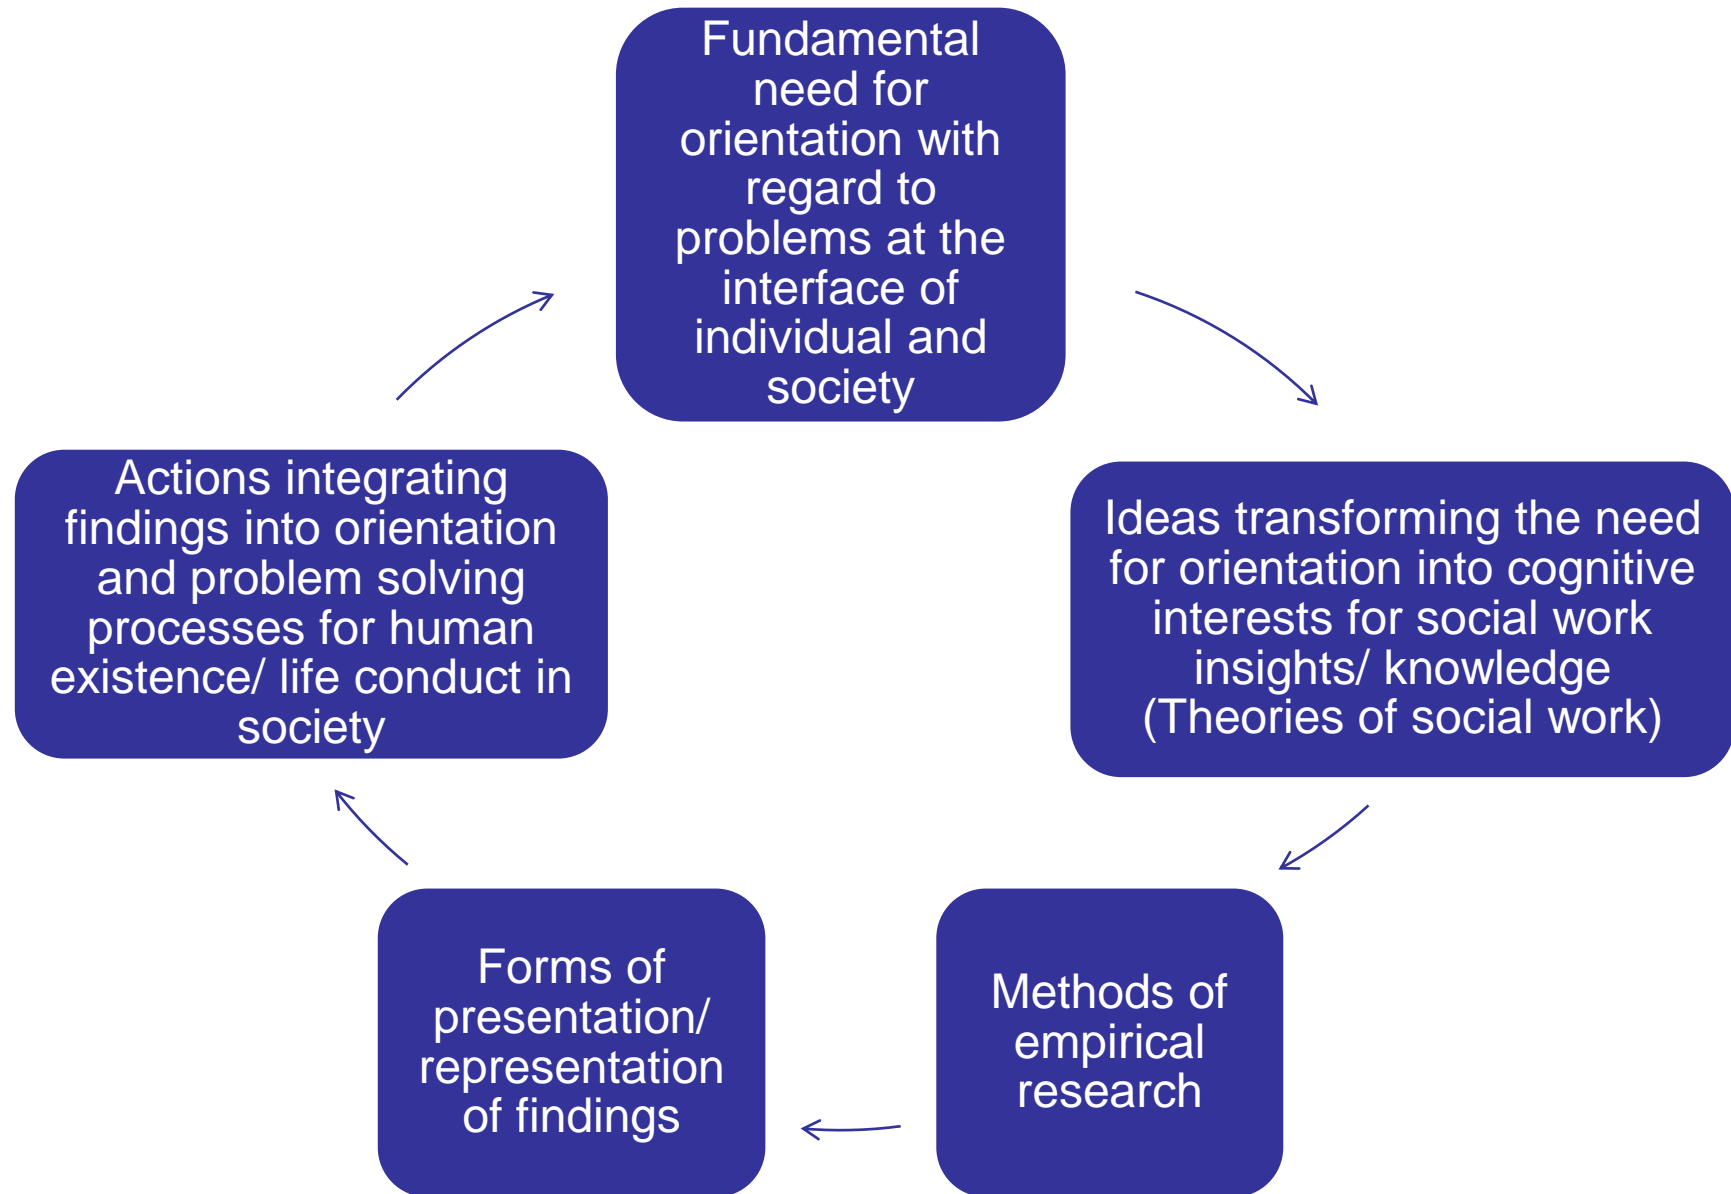 Fundamental
need for
orientation with
regard to
problems at the
interface of
individual and
society
Ideas transforming the need
for orientation into cognitive
interests for social work
insights/ knowledge
(Theories of social work)
Methods of
empirical
research
Forms of
presentation/
representation
of findings
Actions integrating
findings into orientation
and problem solving
processes for human
existence/ life conduct in
society